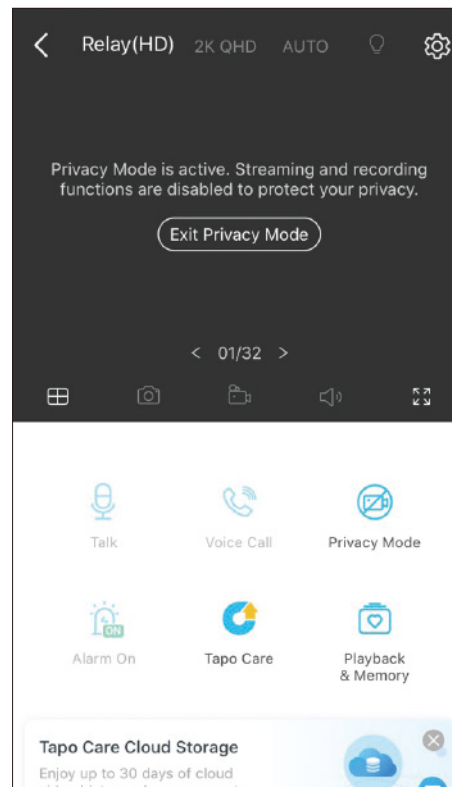 Relay(HD) 2K QHD AUTO
Privacy Mode is active. Streaming and recording
functions are disabled to protect your privacy.
Exit Privacy Mode
< 01/32 >
Talk Voice Call Privacy Mode
ON
Alarm On Tapo Care Playback
& Memory
Tapo Care Cloud Storage
Enjoy up to 30 days of cloud